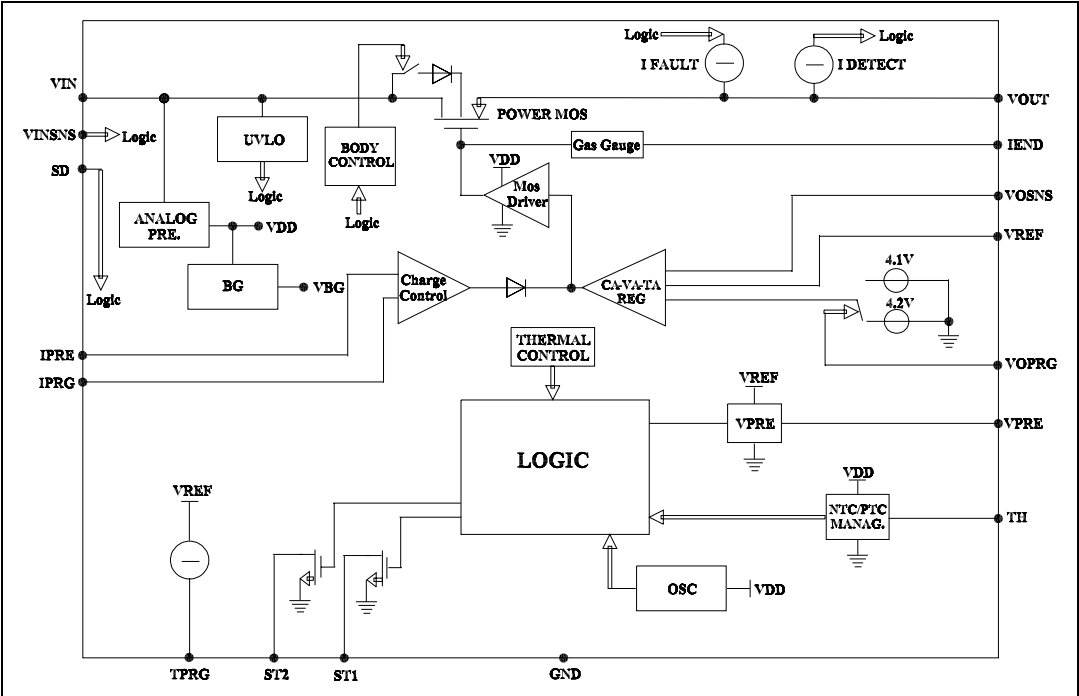 Logic
Logic
I FAULT
I DETECT
VIN
VOUT
POWER MOS
VINSNS
Logic
UVLO
BODY
CONTROL
Gas Gauge
IEND
SD
VDD
Mos
Driver
Logic
Logic
VOSNS
ANALOG
PRE.
VDD
VREF
4.1V
Charge
Control
CA-VA-TA
REG
BG
VBG
Logic
4.2V
THERMAL
CONTROL
IPRE
VOPRG
IPRG
VREF
VPRE
VPRE
LOGIC
VDD
VREF
NTC/PTC
MANAG.
TH
OSC
VDD
TPRG
ST2
ST1
GND